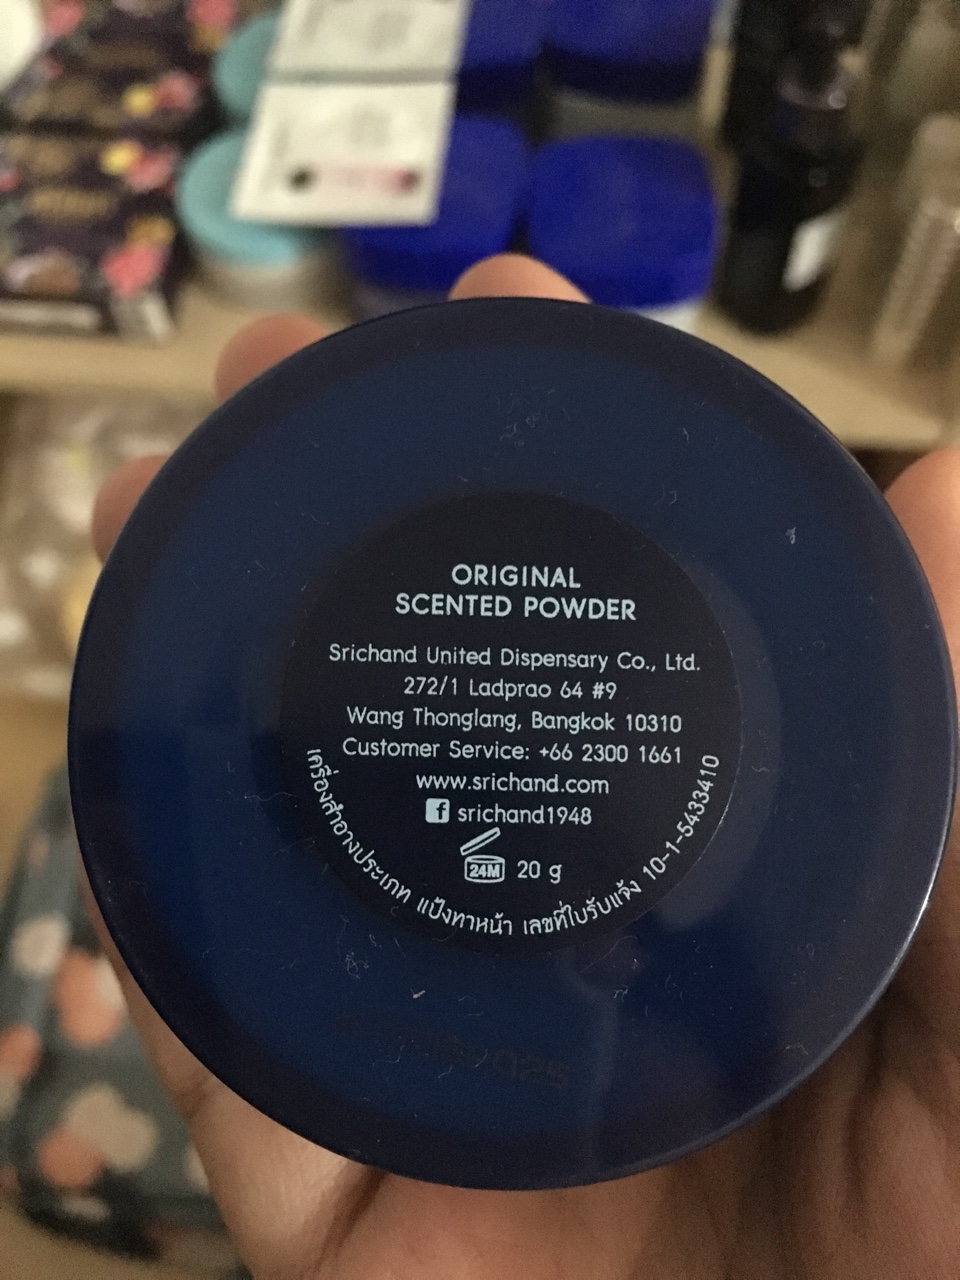 ORIGINAL
SCENTED POWDER
Srichand United Dispensary Co., Ltd.
272/1 Ladprao 64 #9
Wang Thonglang, Bangkok 10310
Customer Service: +66 2300 1661
www.srichand.com
f srichand1948
24M 20 g
เครื่องสำอางประเภท แป้งทาหน้า เลขที่ใบรับแจ้ง 10-1-5433410